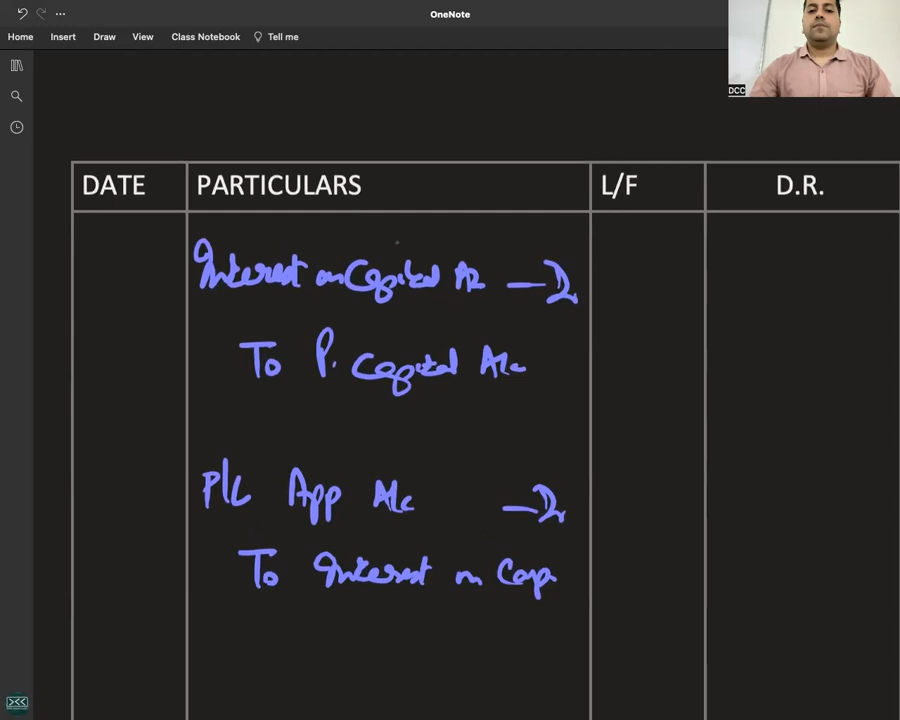 OneNote
Home Insert Draw View Class Notebook Tell me
DCC
DATE PARTICULARS L/F D.R.
Interest on Capital A/c — Dr
To P. Capital A/c
P/L App A/c — Dr
To Interest on Cap